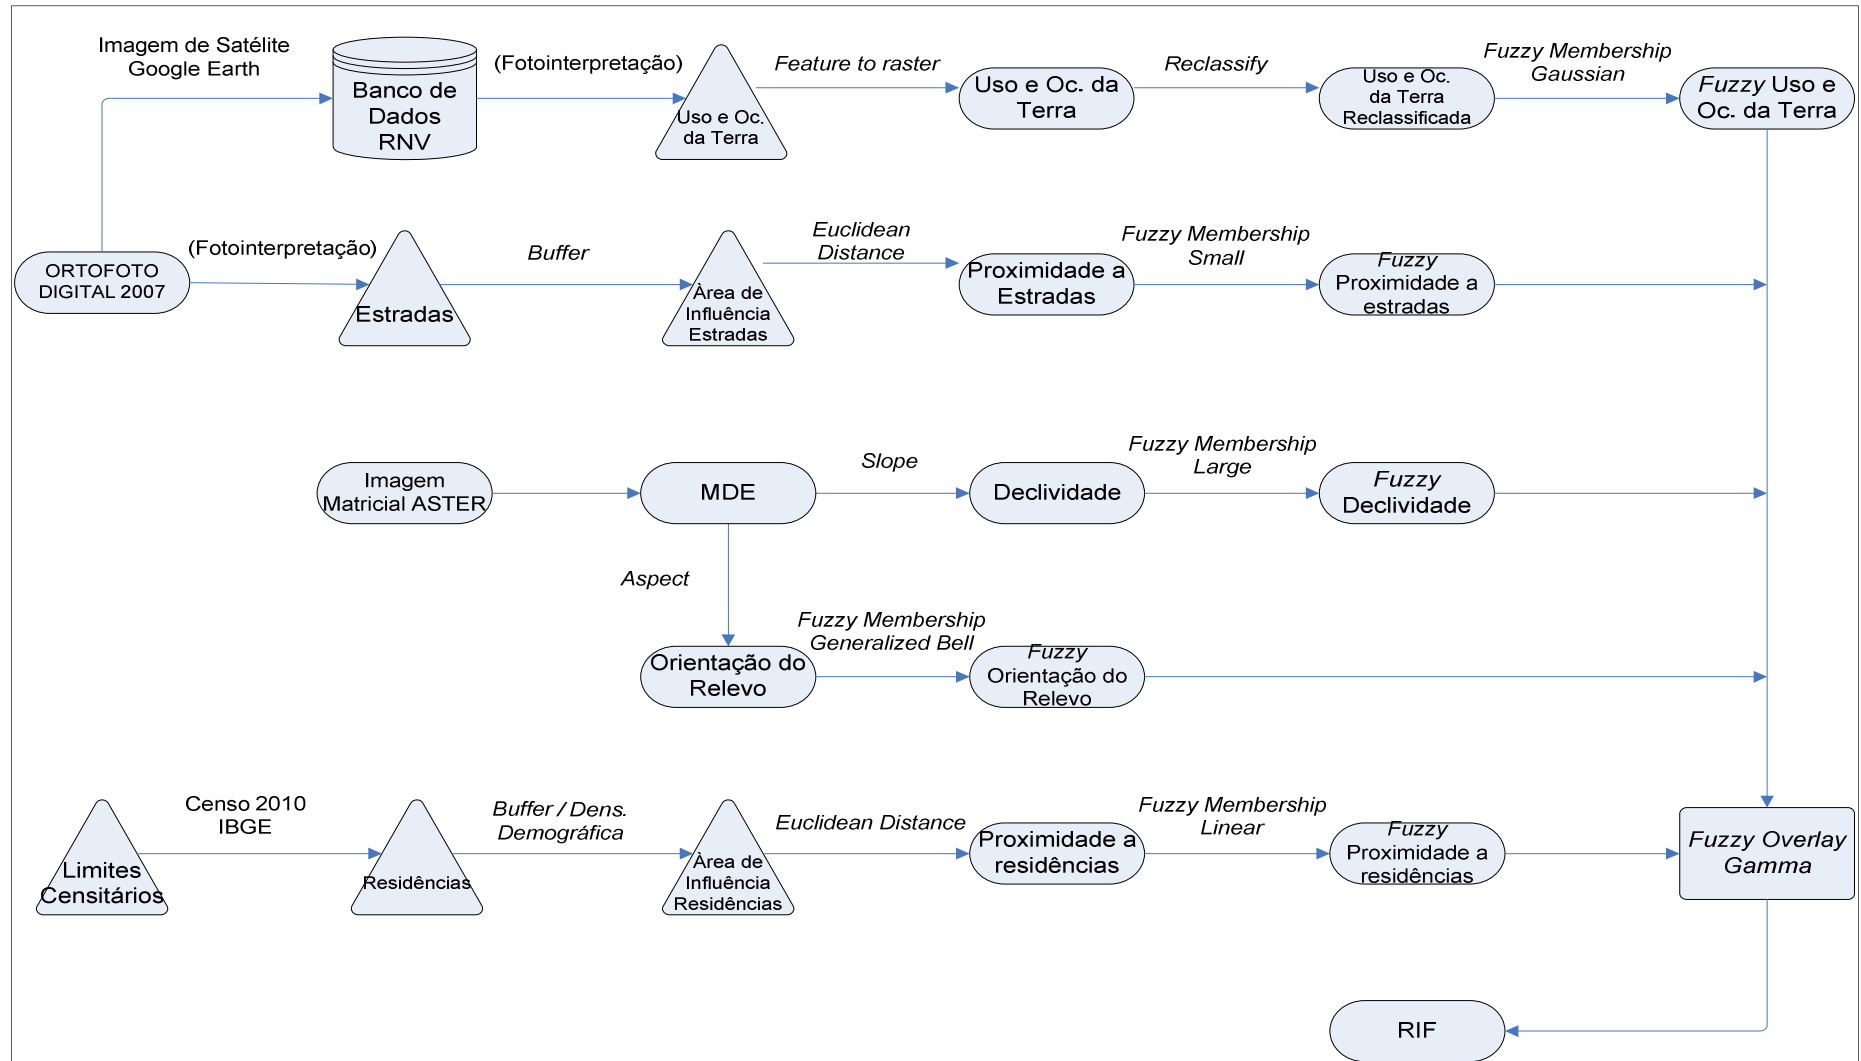 Imagem de Satélite
Google Earth
Banco de
Dados
RNV
(Fotointerpretação)
Uso e Oc.
da Terra
Feature to raster
Uso e Oc. da
Terra
Reclassify
Uso e Oc.
da Terra
Reclassificada
Fuzzy Membership
Gaussian
Fuzzy Uso e
Oc. da Terra
ORTOFOTO
DIGITAL 2007
(Fotointerpretação)
Estradas
Buffer
Àrea de
Influência
Estradas
Euclidean
Distance
Proximidade a
Estradas
Fuzzy Membership
Small
Fuzzy
Proximidade a
estradas
Imagem
Matricial ASTER
MDE
Slope
Declividade
Fuzzy Membership
Large
Fuzzy
Declividade
Aspect
Orientação do
Relevo
Fuzzy Membership
Generalized Bell
Fuzzy
Orientação do
Relevo
Limites
Censitários
Censo 2010
IBGE
Residências
Buffer / Dens.
Demográfica
Àrea de
Influência
Residências
Euclidean Distance
Proximidade a
residências
Fuzzy Membership
Linear
Fuzzy
Proximidade a
residências
Fuzzy Overlay
Gamma
RIF